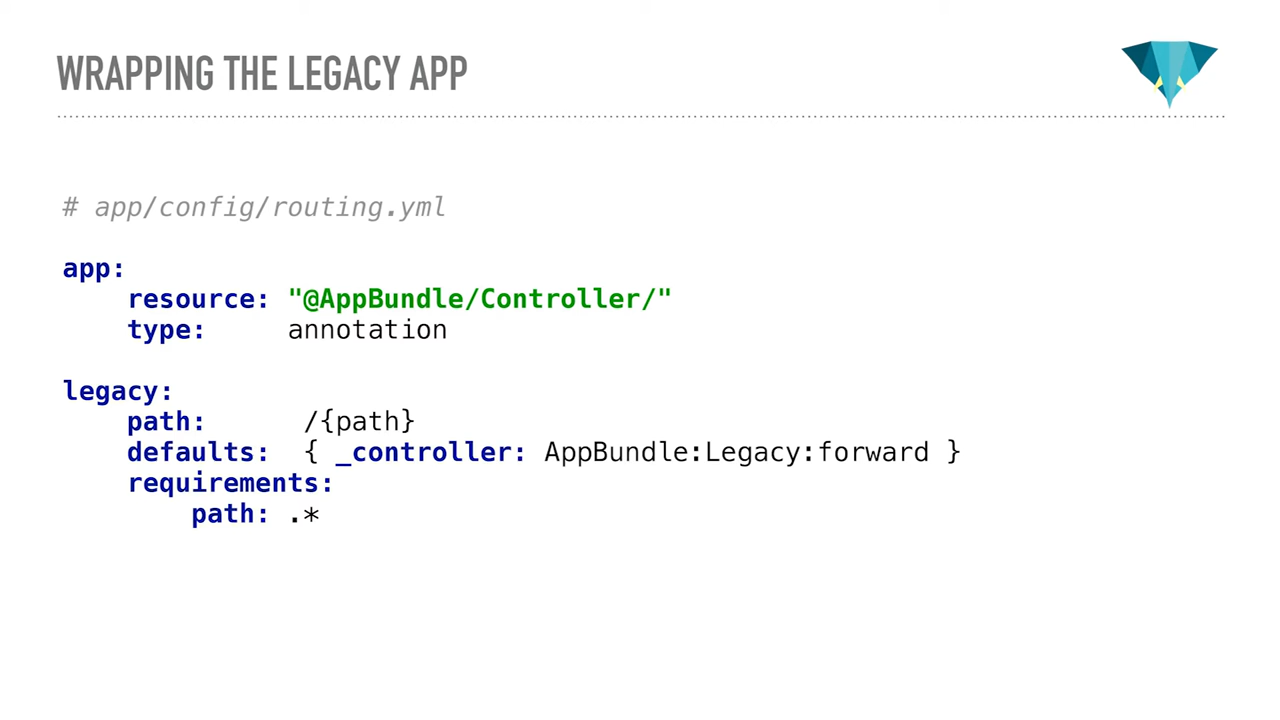 WRAPPING THE LEGACY APP
# app/config/routing.yml
app:
    resource: "@AppBundle/Controller/"
    type:     annotation
legacy:
    path:      /{path}
    defaults:  { _controller: AppBundle:Legacy:forward }
    requirements:
        path: .*